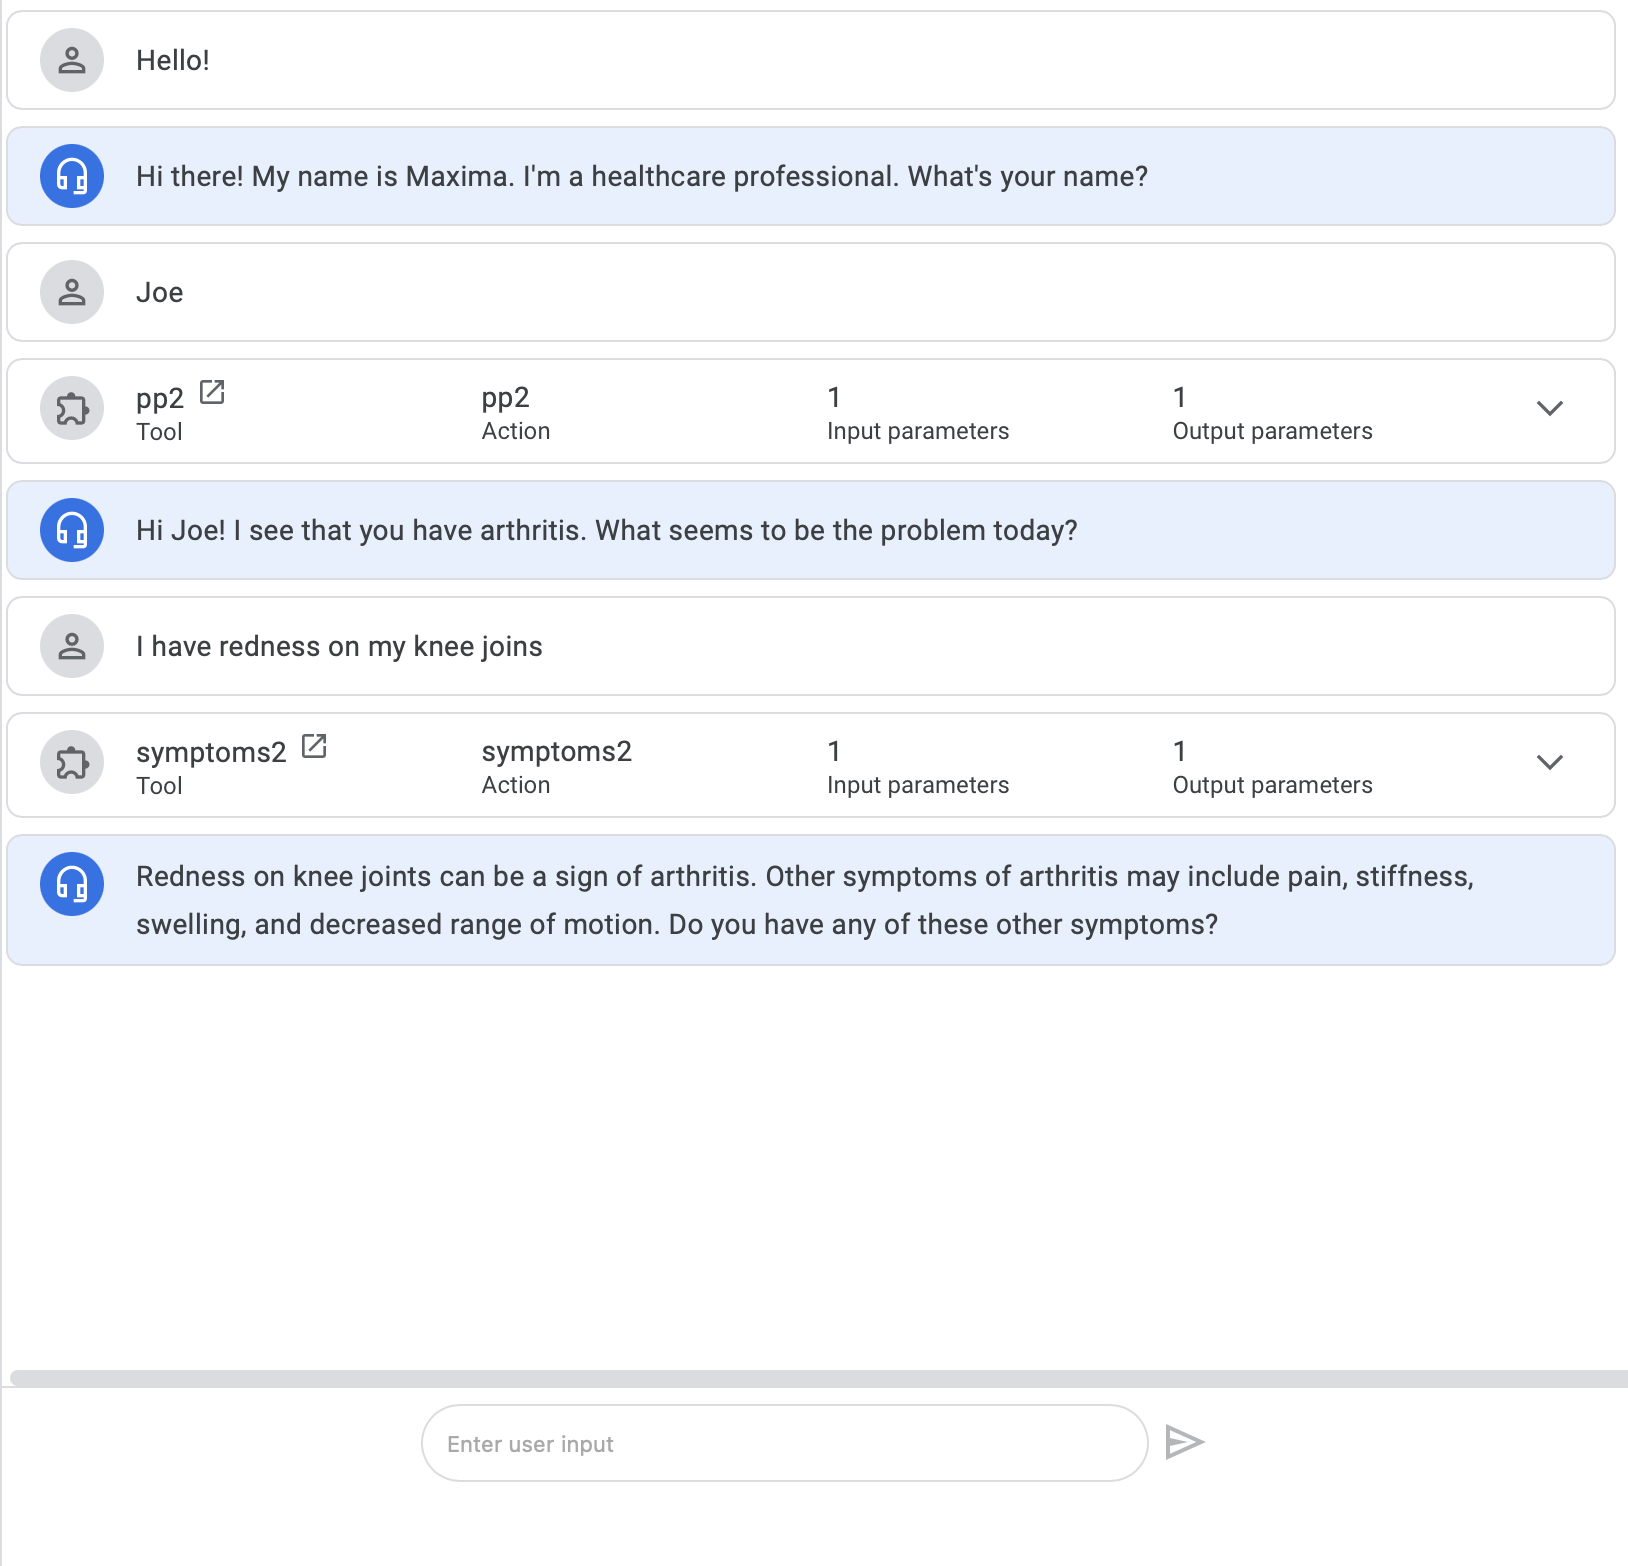 Hello!
Hi there! My name is Maxima. I'm a healthcare professional. What's your name?
Joe
pp2 pp2 1 1
Tool Action Input parameters Output parameters
Hi Joe! I see that you have arthritis. What seems to be the problem today?
I have redness on my knee joins
symptoms2 symptoms2 1 1
Tool Action Input parameters Output parameters
Redness on knee joints can be a sign of arthritis. Other symptoms of arthritis may include pain, stiffness,
swelling, and decreased range of motion. Do you have any of these other symptoms?
Enter user input